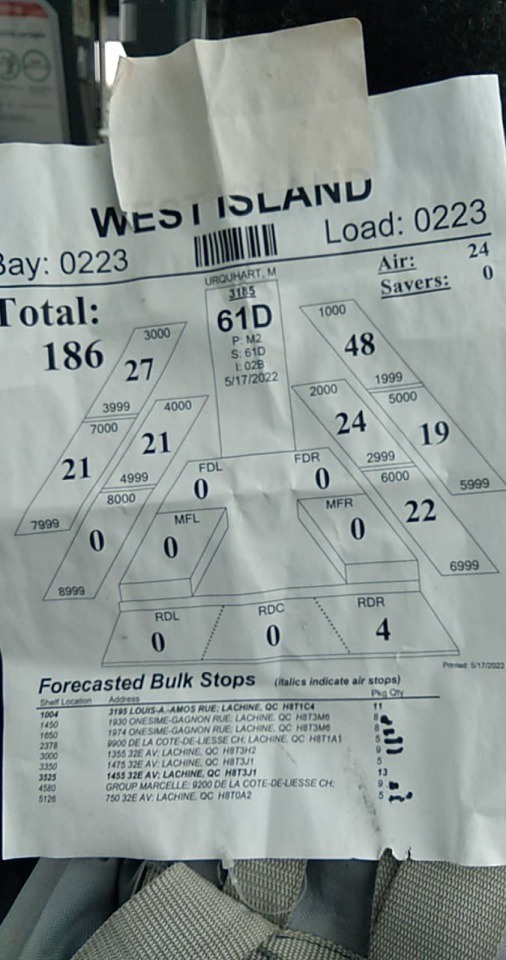 WEST ISLAND
Bay: 0223
Load: 0223
Air: 24
Savers: 0
Total:
186
URQUHART, M
3185
61D
P: M2
S: 61D
I: 02B
5/17/2022
3000
27
3999
1000
48
1999
4000
21
4999
2000
24
2999
7000
21
7999
5000
19
5999
8000
0
8999
6000
22
6999
FDL
0
FDR
0
MFL
0
MFR
0
RDL
0
RDC
0
RDR
4
Printed: 5/17/2022
Forecasted Bulk Stops (italics indicate air stops)
Shelf Location Address Pkg Qty
1004 3195 LOUIS-A.-AMOS RUE; LACHINE, QC H8T1C4 11
1450 1930 ONESIME-GAGNON RUE; LACHINE, QC H8T3M6 8
1650 1974 ONESIME-GAGNON RUE; LACHINE, QC H8T3M6 8
2378 9900 DE LA COTE-DE-LIESSE CH; LACHINE, QC H8T1A1 5
3000 1355 32E AV; LACHINE, QC H8T3H2 9
3350 1475 32E AV; LACHINE, QC H8T3J1 5
3525 1455 32E AV; LACHINE, QC H8T3J1 13
4580 GROUP MARCELLE: 9200 DE LA COTE-DE-LIESSE CH; 9
5126 750 32E AV; LACHINE, QC H8T0A2 5